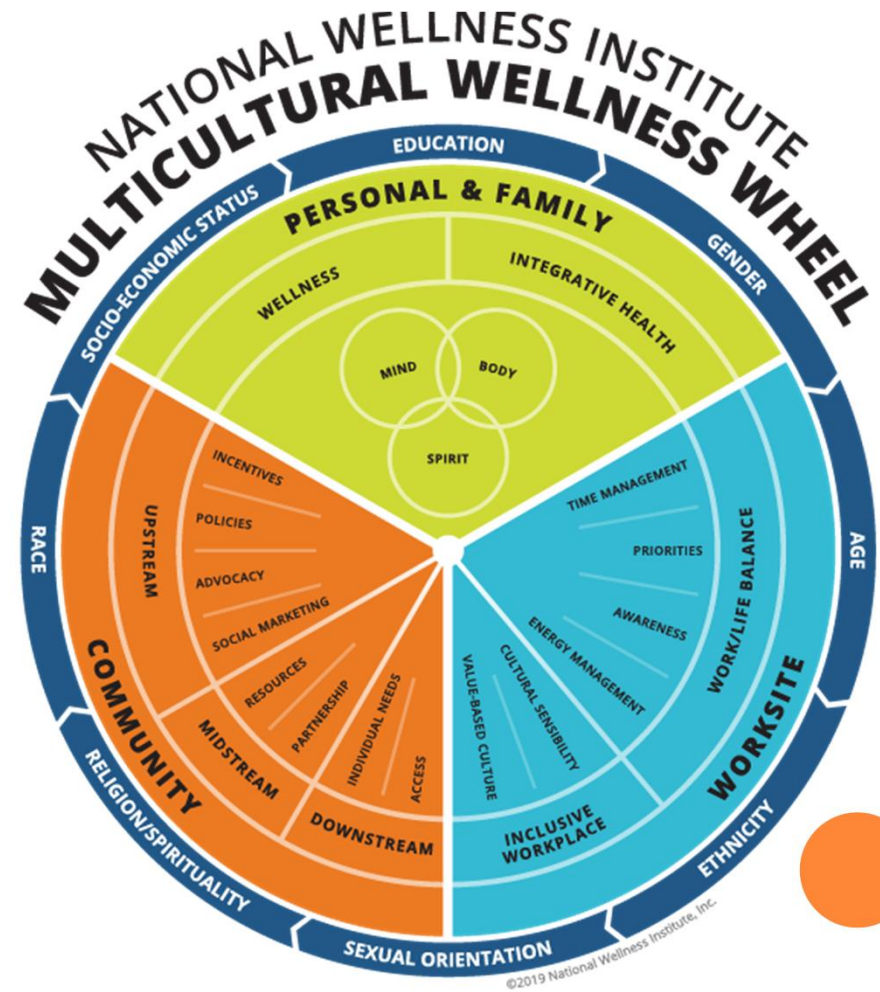 NATIONAL WELLNESS INSTITUTE
MULTICULTURAL WELLNESS WHEEL
EDUCATION
GENDER
AGE
ETHNICITY
SEXUAL ORIENTATION
RELIGION/SPIRITUALITY
RACE
SOCIO-ECONOMIC STATUS
PERSONAL & FAMILY
WELLNESS
INTEGRATIVE HEALTH
MIND
BODY
SPIRIT
WORKSITE
WORK/LIFE BALANCE
TIME MANAGEMENT
PRIORITIES
AWARENESS
ENERGY MANAGEMENT
INCLUSIVE
WORKPLACE
CULTURAL SENSIBILITY
VALUE-BASED CULTURE
COMMUNITY
UPSTREAM
INCENTIVES
POLICIES
ADVOCACY
SOCIAL MARKETING
MIDSTREAM
RESOURCES
PARTNERSHIP
DOWNSTREAM
INDIVIDUAL NEEDS
ACCESS
©2019 National Wellness Institute, Inc.